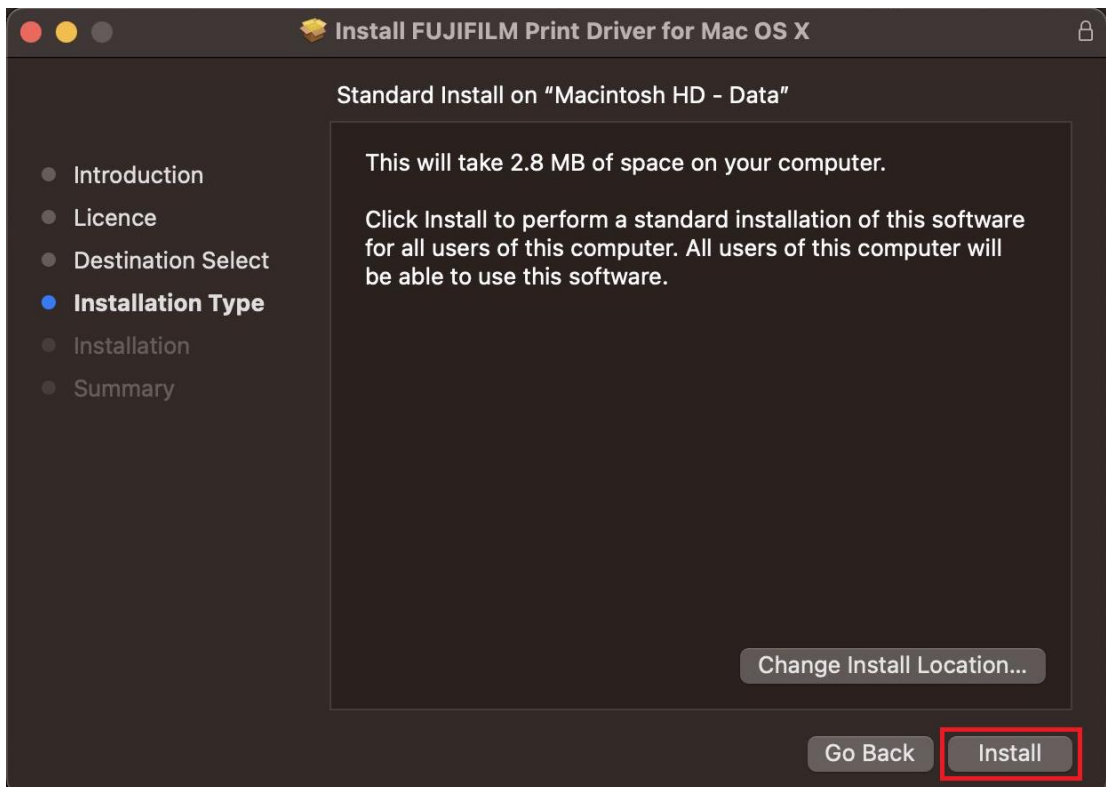 Install FUJIFILM Print Driver for Mac OS X
Standard Install on “Macintosh HD - Data”
Introduction
Licence
Destination Select
Installation Type
Installation
Summary
This will take 2.8 MB of space on your computer.
Click Install to perform a standard installation of this software
for all users of this computer. All users of this computer will
be able to use this software.
Change Install Location...
Go Back
Install